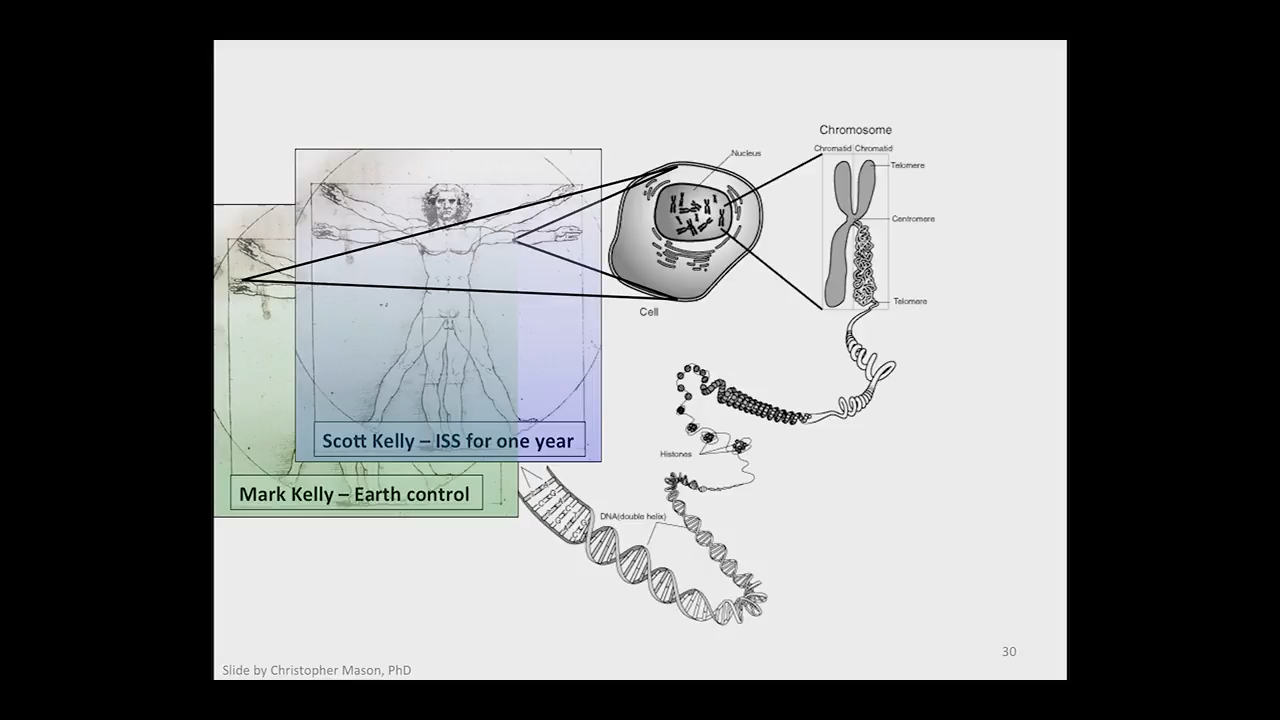 Chromosome
Chromatid Chromatid
Nucleus
Telomere
Centromere
Telomere
Cell
Scott Kelly – ISS for one year
Mark Kelly – Earth control
Histones
DNA(double helix)
30
Slide by Christopher Mason, PhD